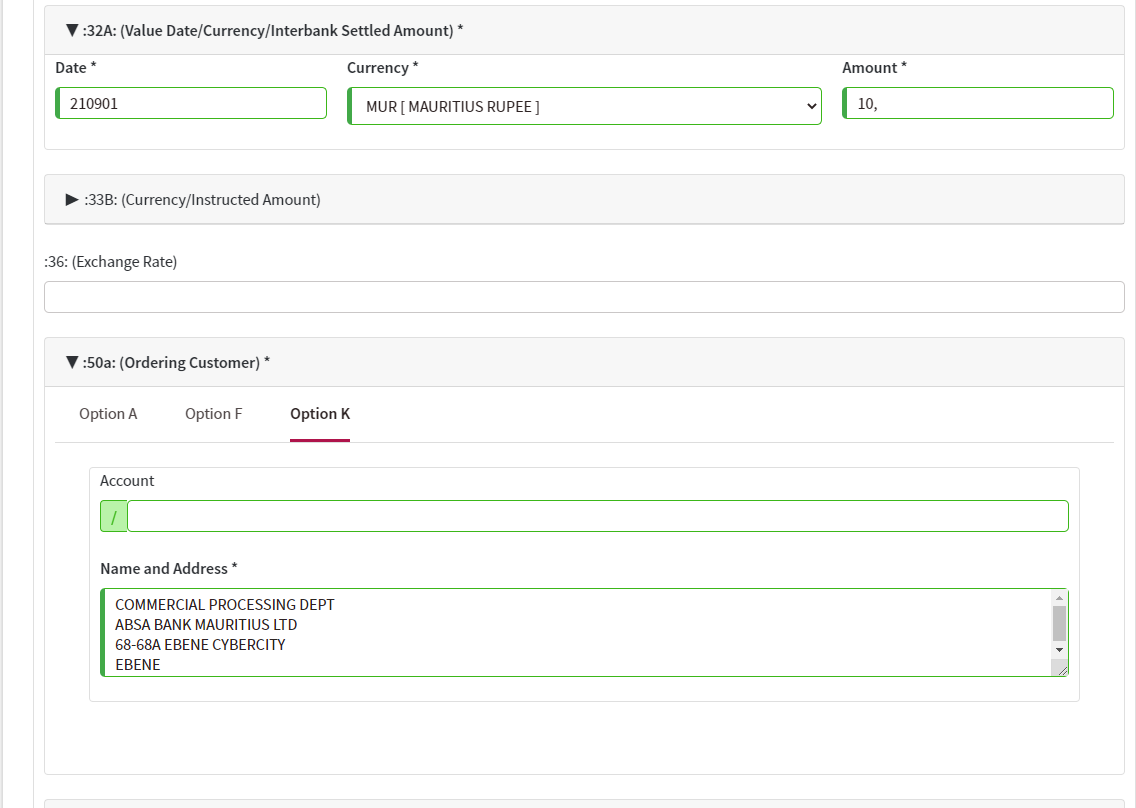 ▼ :32A: (Value Date/Currency/Interbank Settled Amount) *
Date * Currency * Amount *
210901 MUR [ MAURITIUS RUPEE ] 10,
▶ :33B: (Currency/Instructed Amount)
:36: (Exchange Rate)
▼ :50a: (Ordering Customer) *
Option A Option F Option K
Account
/
Name and Address *
COMMERCIAL PROCESSING DEPT
ABSA BANK MAURITIUS LTD
68-68A EBENE CYBERCITY
EBENE